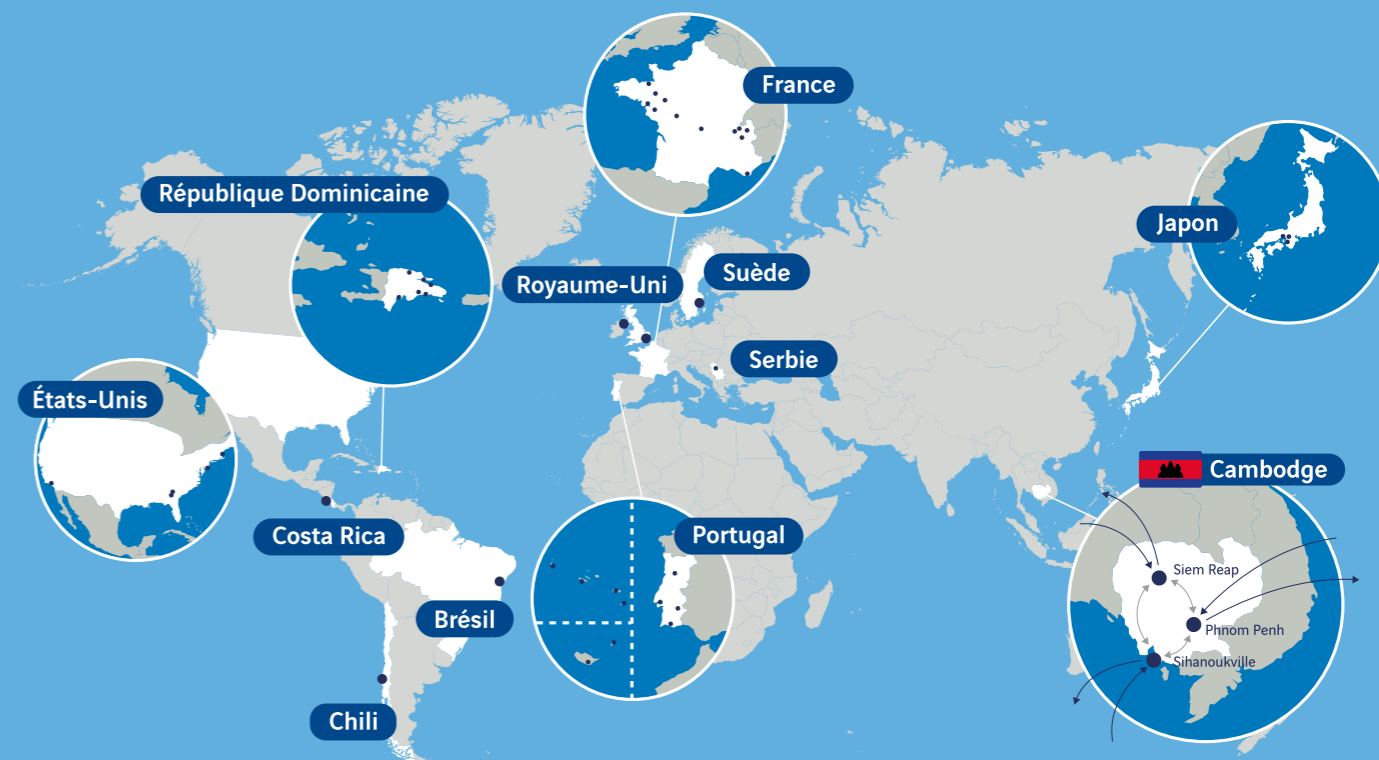 France
République Dominicaine
Japon
Royaume-Uni
Suède
Serbie
États-Unis
Cambodge
Costa Rica
Portugal
Siem Reap
Brésil
Phnom Penh
Sihanoukville
Chili